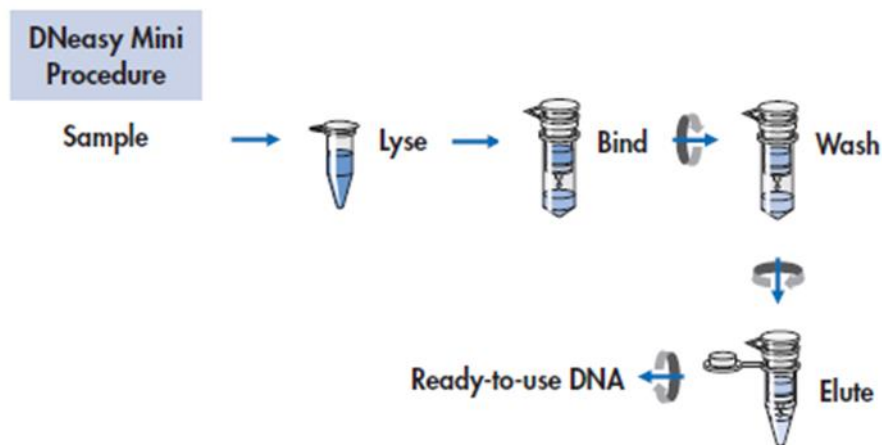 DNeasy Mini
Procedure
Sample
Lyse
Bind
Wash
Elute
Ready-to-use DNA